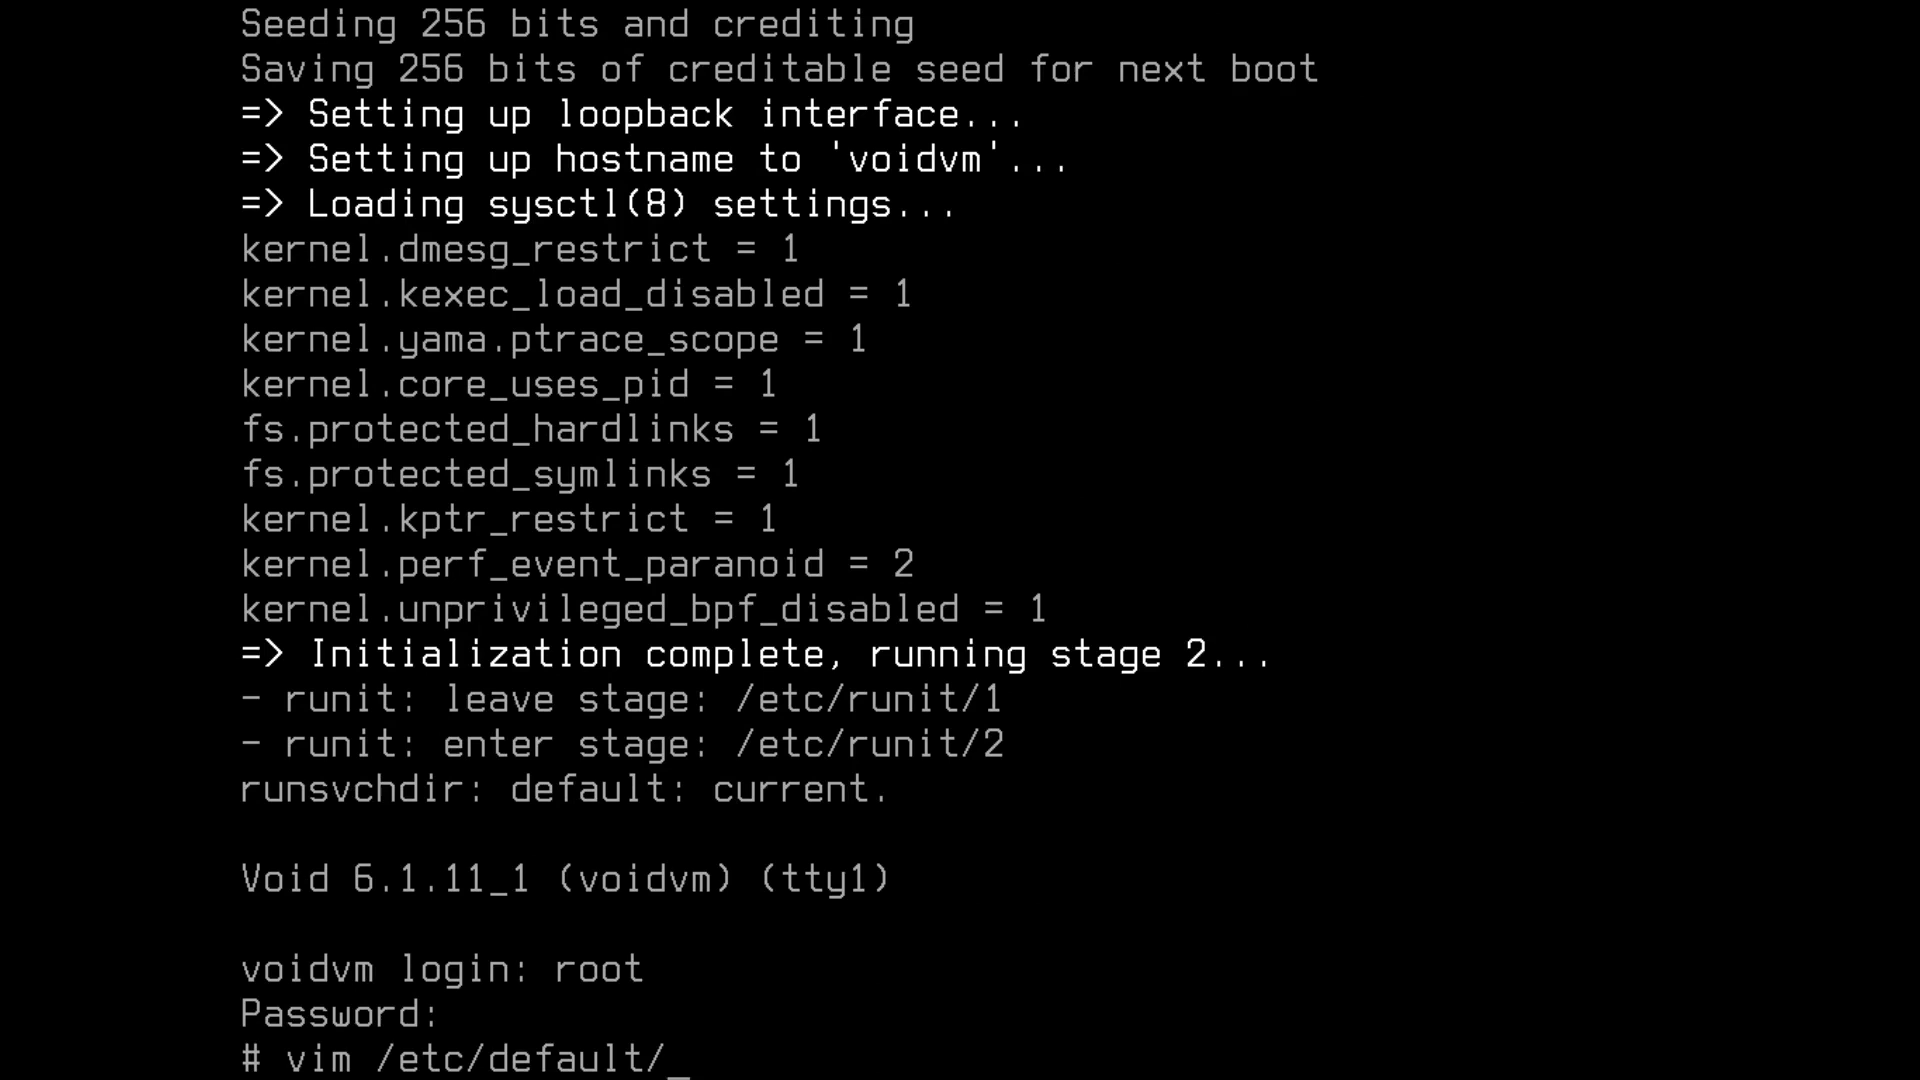 Seeding 256 bits and crediting
Saving 256 bits of creditable seed for next boot
=> Setting up loopback interface...
=> Setting up hostname to 'voidvm'...
=> Loading sysctl(8) settings...
kernel.dmesg_restrict = 1
kernel.kexec_load_disabled = 1
kernel.yama.ptrace_scope = 1
kernel.core_uses_pid = 1
fs.protected_hardlinks = 1
fs.protected_symlinks = 1
kernel.kptr_restrict = 1
kernel.perf_event_paranoid = 2
kernel.unprivileged_bpf_disabled = 1
=> Initialization complete, running stage 2...
- runit: leave stage: /etc/runit/1
- runit: enter stage: /etc/runit/2
runsvchdir: default: current.
Void 6.1.11_1 (voidvm) (tty1)
voidvm login: root
Password:
# vim /etc/default/_